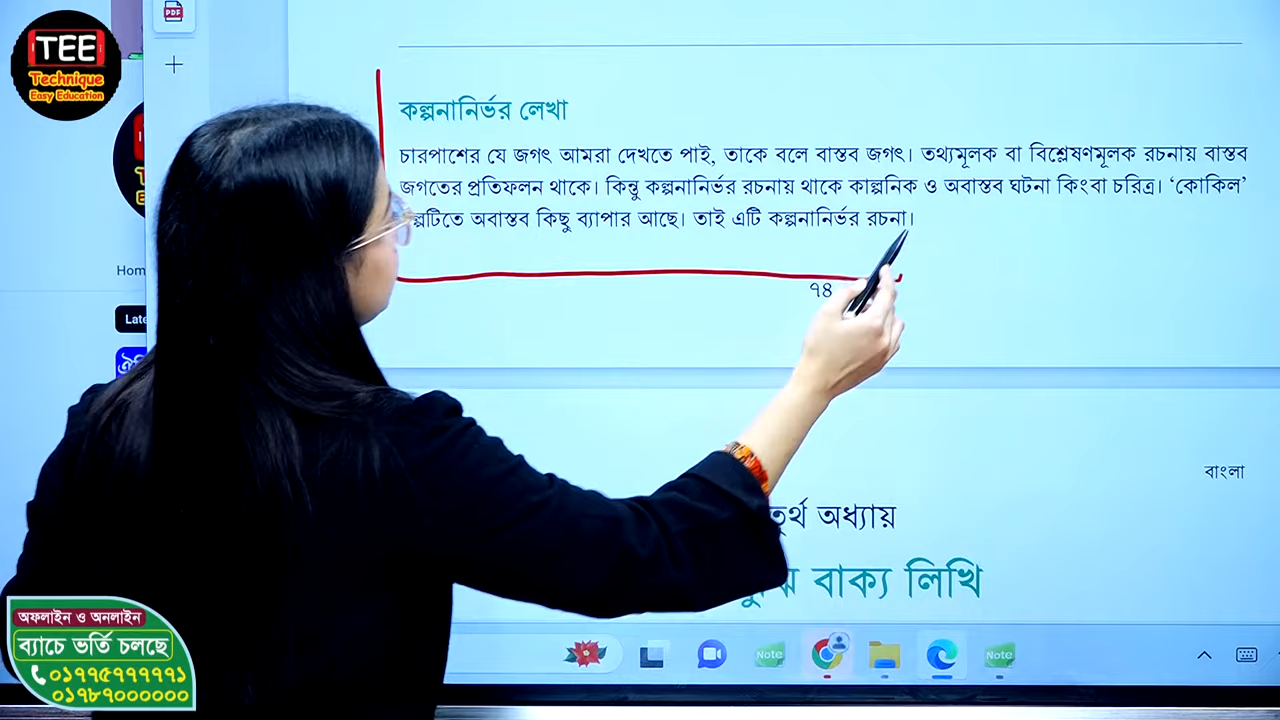 TEE
Technique
Easy Education
PDF
কল্পনানির্ভর লেখা
চারপাশের যে জগৎ আমরা দেখতে পাই, তাকে বলে বাস্তব জগৎ। তথ্যমূলক বা বিশ্লেষণমূলক রচনায় বাস্তব
জগতের প্রতিফলন থাকে। কিন্তু কল্পনানির্ভর রচনায় থাকে কাল্পনিক ও অবাস্তব ঘটনা কিংবা চরিত্র। ‘কোকিল’
অবাস্তব কিছু ব্যাপার আছে। তাই এটি কল্পনানির্ভর রচনা।
৭৪
Hom
Late
বাংলা
অধ্যায়
বাক্য লিখি
Note
Note
অফলাইন ও অনলাইন
ব্যাচে ভর্তি চলছে
০১৭৭৫৭৭৭৭৭১
০১৭৮৭০০০০০০